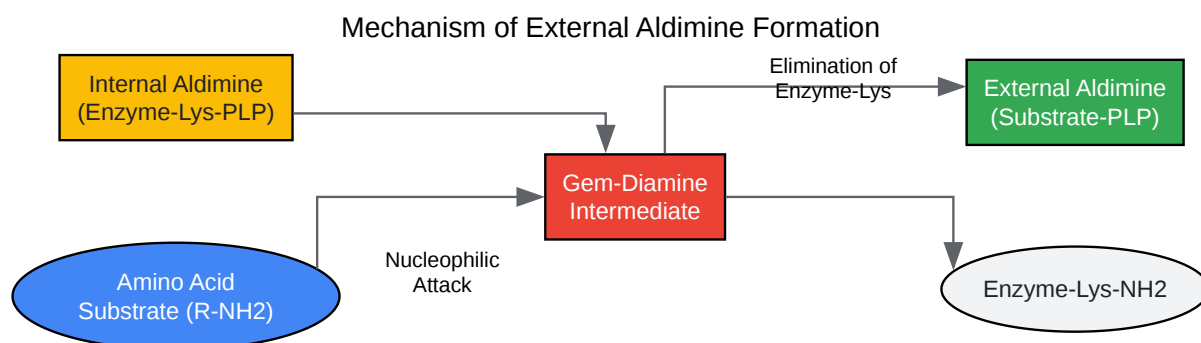 Mechanism of External Aldimine Formation
Internal Aldimine
(Enzyme-Lys-PLP)
Elimination of
Enzyme-Lys
External Aldimine
(Substrate-PLP)
Gem-Diamine
Intermediate
Nucleophilic
Attack
Amino Acid
Substrate (R-NH2)
Enzyme-Lys-NH2